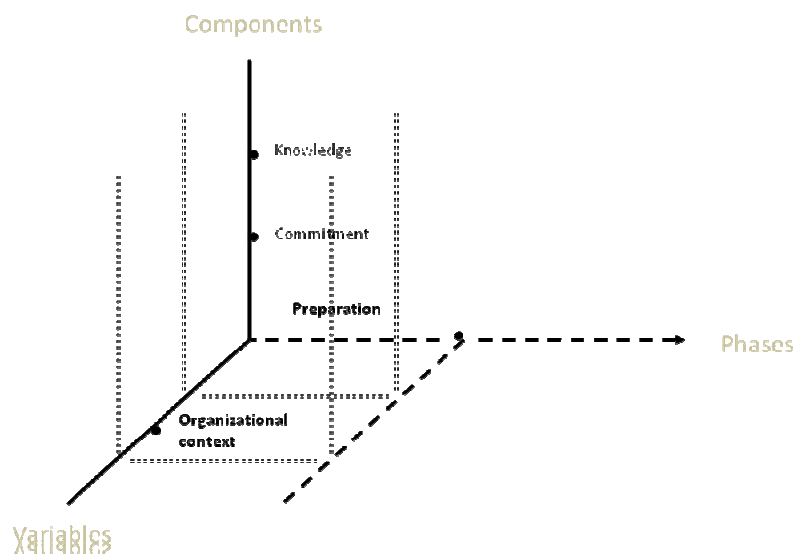 Components
Knowledge
Commitment
Preparation
Phases
Organizational
context
Variables